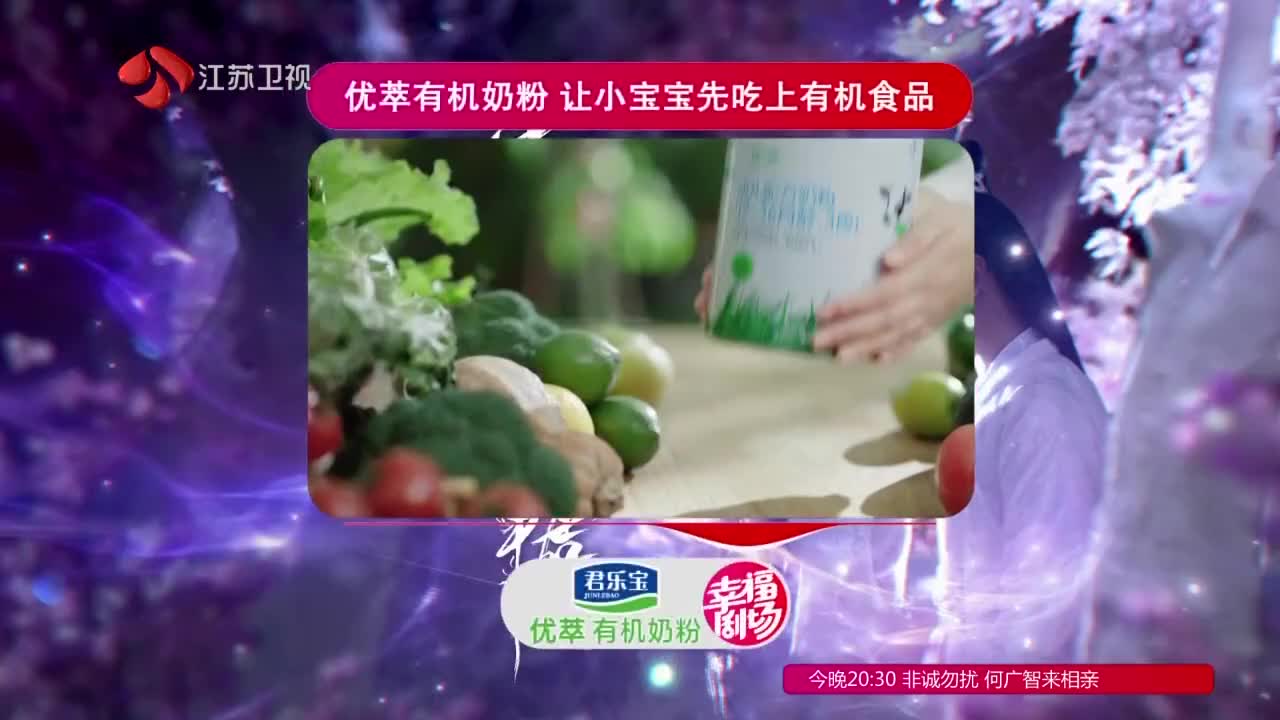 江苏卫视
优萃有机奶粉 让小宝宝先吃上有机食品
君乐宝
JUNLEBAO
优萃 有机奶粉
幸福
剧场
今晚20:30 非诚勿扰 何广智来相亲